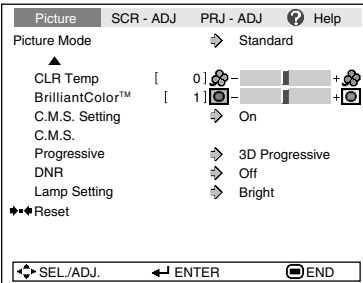 Picture SCR - ADJ PRJ - ADJ Help
Picture Mode Standard
CLR Temp [ 0 ] - +
BrilliantColor™ [ 1 ] - +
C.M.S. Setting On
C.M.S.
Progressive 3D Progressive
DNR Off
Lamp Setting Bright
Reset
SEL./ADJ. ENTER END